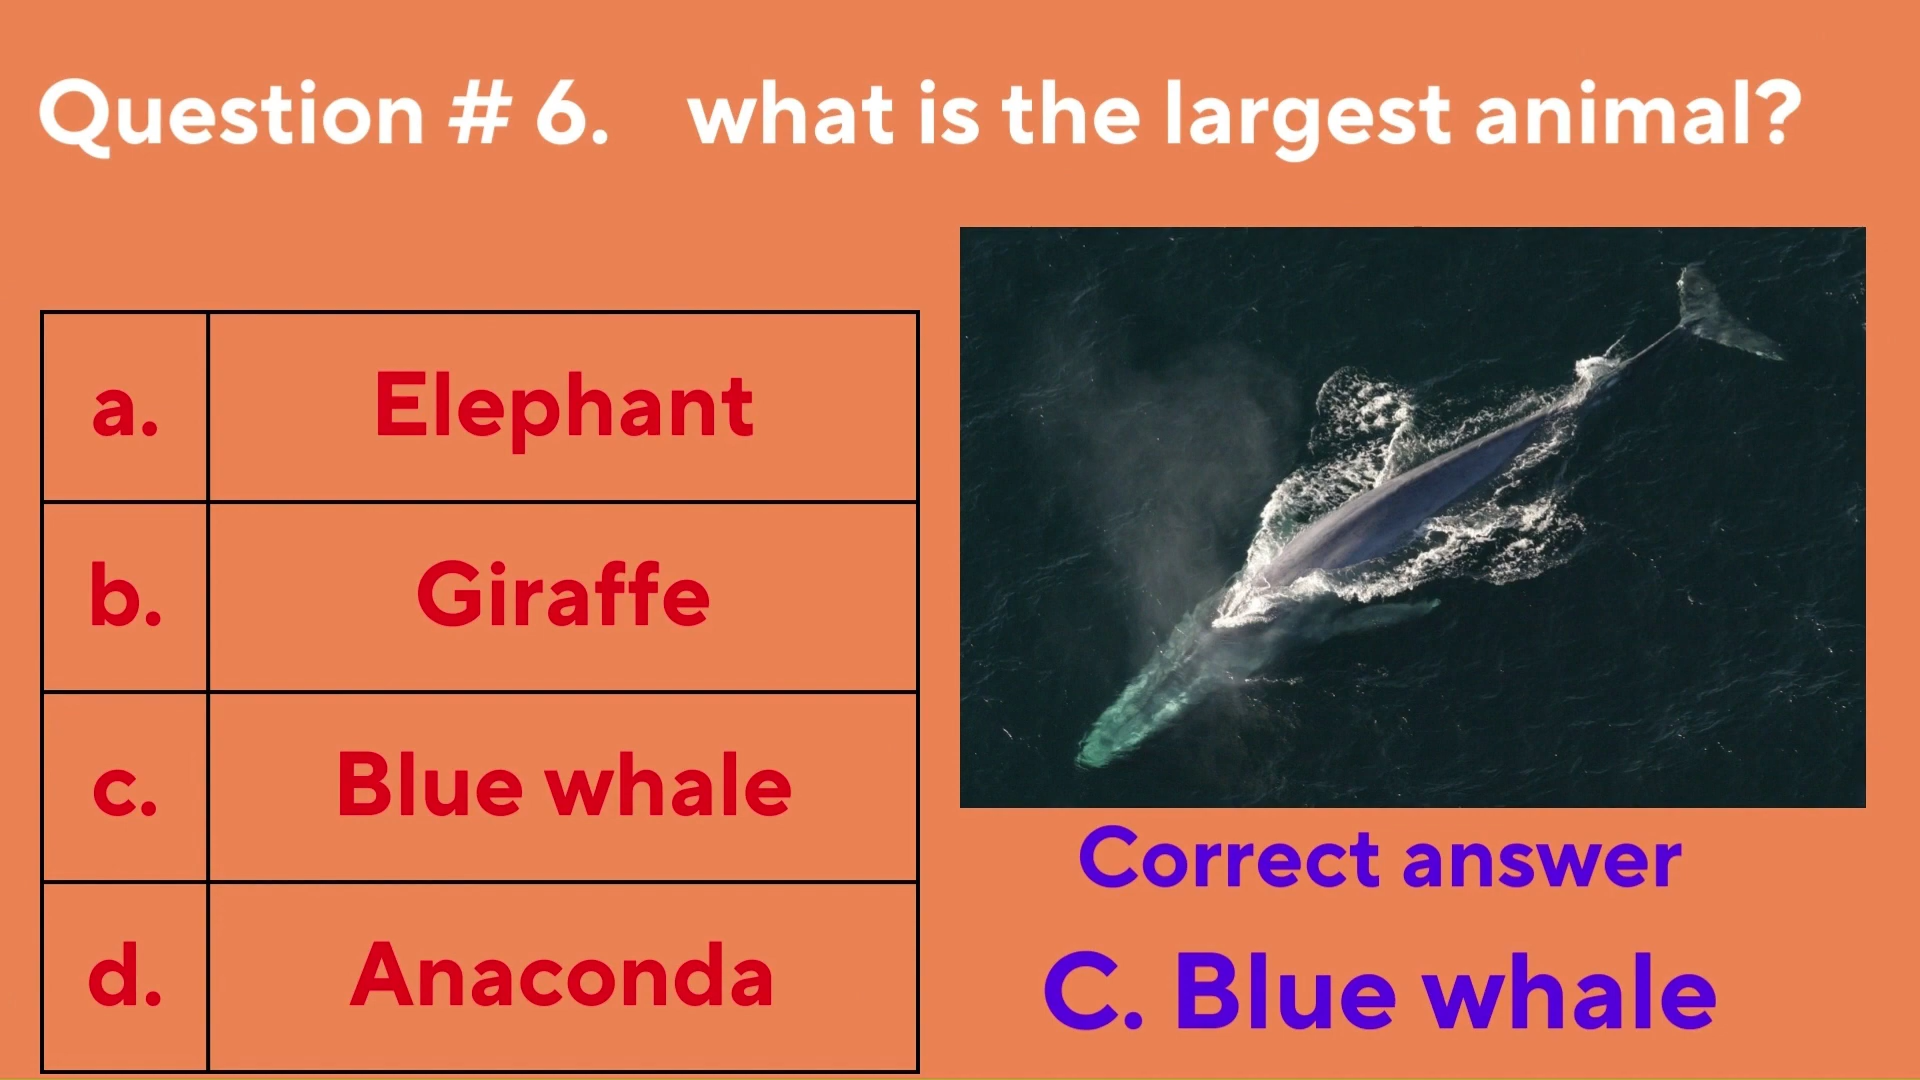 Question # 6. what is the largest animal?
a. Elephant
b. Giraffe
c. Blue whale
d. Anaconda
Correct answer
C. Blue whale